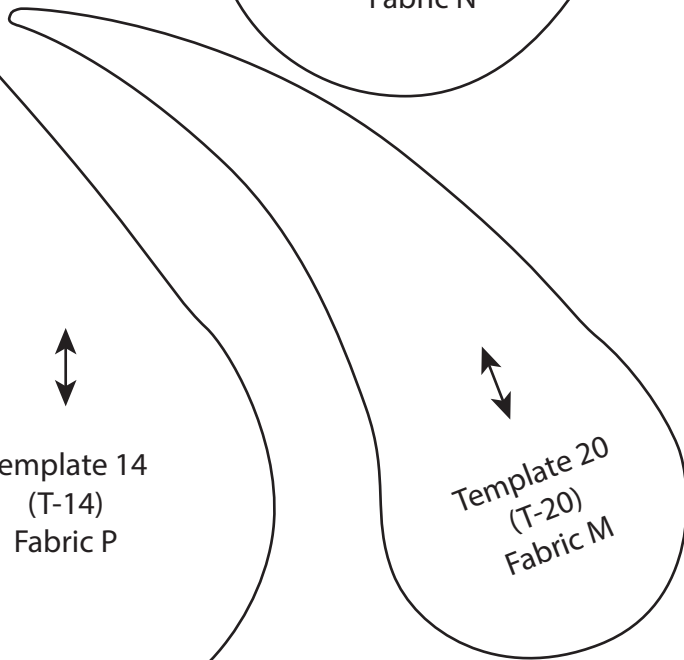 Fabric N
emplate 14
(T-14)
Fabric P
Template 20
(T-20)
Fabric M